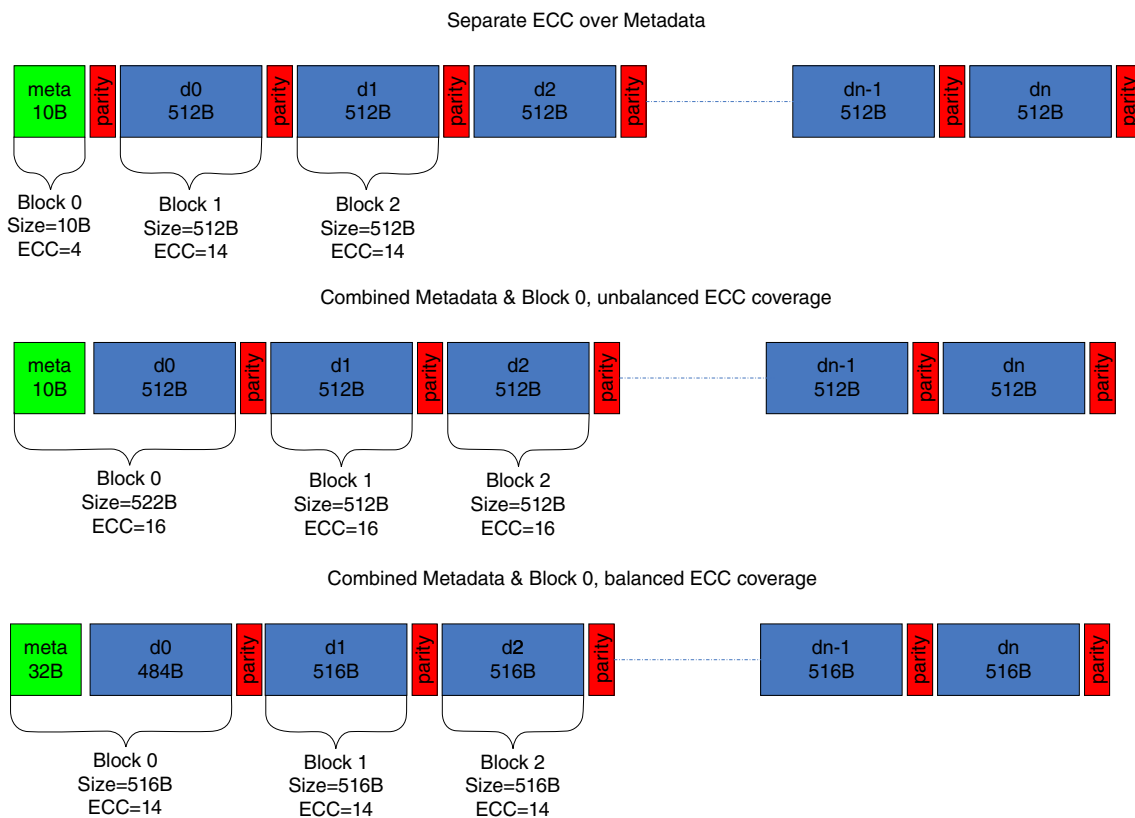 Separate ECC over Metadata
meta
10B
parity
d0
512B
parity
d1
512B
parity
d2
512B
parity
dn-1
512B
parity
dn
512B
parity
Block 0
Size=10B
ECC=4
Block 1
Size=512B
ECC=14
Block 2
Size=512B
ECC=14
Combined Metadata & Block 0, unbalanced ECC coverage
meta
10B
d0
512B
parity
d1
512B
parity
d2
512B
parity
dn-1
512B
parity
dn
512B
parity
Block 0
Size=522B
ECC=16
Block 1
Size=512B
ECC=16
Block 2
Size=512B
ECC=16
Combined Metadata & Block 0, balanced ECC coverage
meta
32B
d0
484B
parity
d1
516B
parity
d2
516B
parity
dn-1
516B
parity
dn
516B
parity
Block 0
Size=516B
ECC=14
Block 1
Size=516B
ECC=14
Block 2
Size=516B
ECC=14